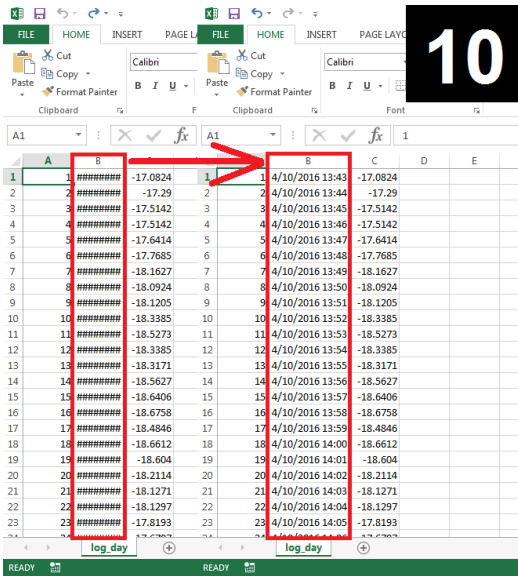 FILE HOME INSERT PAGE LA FILE HOME INSERT PAGE LAYO 10
Cut Cut
Paste Copy Calibri Paste Copy Calibri
Format Painter B I U Format Painter B I U
Clipboard F Clipboard Font
A1 fx A1 fx 1
A B A B C D E
1 1 ######## -17.0824 1 1 4/10/2016 13:43 -17.0824
2 2 ######## -17.29 2 2 4/10/2016 13:44 -17.29
3 3 ######## -17.5142 3 3 4/10/2016 13:45 -17.5142
4 4 ######## -17.5142 4 4 4/10/2016 13:46 -17.5142
5 5 ######## -17.6414 5 5 4/10/2016 13:47 -17.6414
6 6 ######## -17.7685 6 6 4/10/2016 13:48 -17.7685
7 7 ######## -18.1627 7 7 4/10/2016 13:49 -18.1627
8 8 ######## -18.0924 8 8 4/10/2016 13:50 -18.0924
9 9 ######## -18.1205 9 9 4/10/2016 13:51 -18.1205
10 10 ######## -18.3385 10 10 4/10/2016 13:52 -18.3385
11 11 ######## -18.5273 11 11 4/10/2016 13:53 -18.5273
12 12 ######## -18.3385 12 12 4/10/2016 13:54 -18.3385
13 13 ######## -18.3171 13 13 4/10/2016 13:55 -18.3171
14 14 ######## -18.5627 14 14 4/10/2016 13:56 -18.5627
15 15 ######## -18.6406 15 15 4/10/2016 13:57 -18.6406
16 16 ######## -18.6758 16 16 4/10/2016 13:58 -18.6758
17 17 ######## -18.4846 17 17 4/10/2016 13:59 -18.4846
18 18 ######## -18.6612 18 18 4/10/2016 14:00 -18.6612
19 19 ######## -18.604 19 19 4/10/2016 14:01 -18.604
20 20 ######## -18.2114 20 20 4/10/2016 14:02 -18.2114
21 21 ######## -18.1271 21 21 4/10/2016 14:03 -18.1271
22 22 ######## -18.1297 22 22 4/10/2016 14:04 -18.1297
23 23 ######## -17.8193 23 23 4/10/2016 14:05 -17.8193
log_day log_day
READY READY